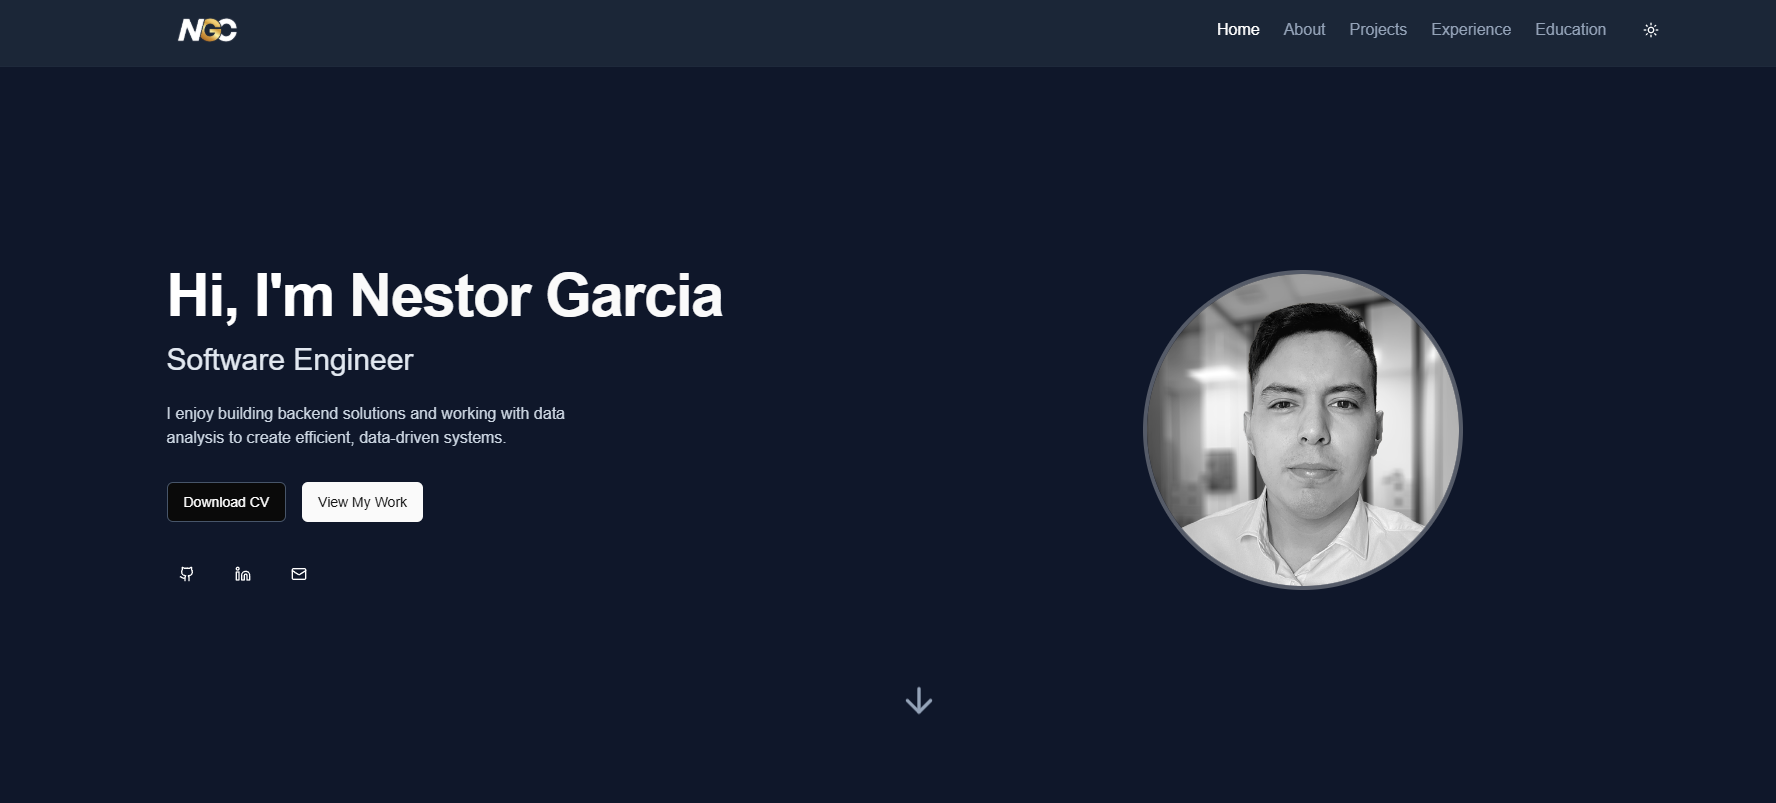 NGC
Home About Projects Experience Education
Hi, I'm Nestor Garcia
Software Engineer
I enjoy building backend solutions and working with data
analysis to create efficient, data-driven systems.
Download CV View My Work
in